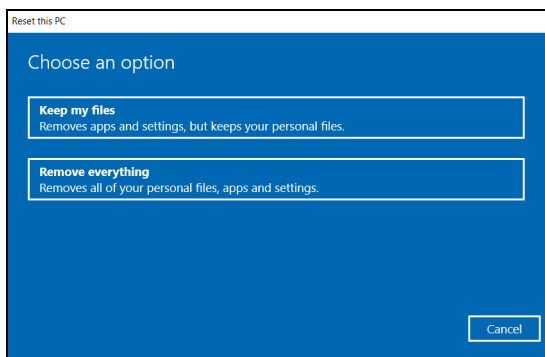 Reset this PC
Choose an option
Keep my files
Removes apps and settings, but keeps your personal files.
Remove everything
Removes all of your personal files, apps and settings.
Cancel